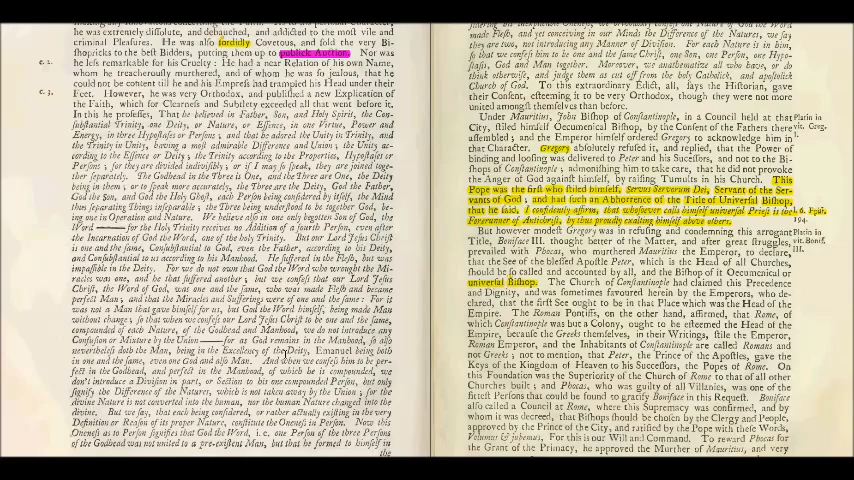 he was extremely dissolute, and debauched, and addicted to the most vile and
criminal Pleasures. He was also ſordidly Covetous, and ſold the very Bi-
ſhopricks to the best Bidders, putting them up to publick Auction. Nor was
c. 2. he leſs remarkable for his Cruelty: He had a near Relation of his own Name,
whom he treacherouſly murthered, and of whom he was ſo jealous, that he
could not be content till he and his Empreſs had trampled his Head under their
c. 3. Feet. However, he was very Orthodox, and publiſhed a new Explication of
the Faith, which for Clearneſs and Subtlety exceeded all that went before it.
In this he profeſſes, That he believed in Father, Son, and Holy Spirit, the Con-
ſubſtantial Trinity, one Deity, or Nature, or Eſſence, in one Virtue, Power and
Energy, in three Hypoſtaſes or Perſons; and that he adored the Unity in Trinity, and
the Trinity in Unity, having a moſt admirable Difference and Union; the Unity ac-
cording to the Eſſence or Deity; the Trinity according to the Properties, Hypoſtaſes or
Perſons; for they are divided indiviſibly; or if I may ſo ſpeak, they are joined toge-
ther ſeparately. The Godhead in the Three is One, and the Three are One, the Deity
being in them; or to ſpeak more accurately, the Three are the Deity, God the Father,
God the Son, and God the Holy Ghoſt, each Perſon being conſidered by itſelf, the Mind
thus ſeparating Things inſeparable; the Three being underſtood to be together God, be-
ing one in Operation and Nature. We believe alſo in one only begotten Son of God, the
Word —— for the Holy Trinity receives no Addition of a fourth Perſon, even after
the Incarnation of God the Word, one of the holy Trinity. But our Lord Jeſus Chriſt
is one and the ſame, Conſubſtantial to God, even the Father, according to his Deity,
and Conſubſtantial to us according to his Manhood. He ſuffered in the Fleſh, but was
impaſſible in the Deity. For we do not own that God the Word who wrought the Mi-
racles was one, and he that ſuffered another; but we confeſs that our Lord Jeſus
Chriſt, the Word of God, was one and the ſame, who was made Fleſh and became
perfect Man; and that the Miracles and Sufferings were of one and the ſame: For it
was not a Man that gave himſelf for us, but God the Word himſelf, being made Man
without change; ſo that when we confeſs our Lord Jeſus Chriſt to be one and the ſame,
compounded of each Nature, of the Godhead and Manhood, we do not introduce any
Confuſion or Mixture by the Union —— for as God remains in the Manhood, ſo alſo
nevertheleſs doth the Man, being in the Excellency of the Deity, Emanuel being both
in one and the ſame, even one God and alſo Man. And when we confeſs him to be per-
fect in the Godhead, and perfect in the Manhood, of which he is compounded, we
don't introduce a Diviſion in part, or Section to his one compounded Perſon, but only
ſignify the Difference of the Natures, which is not taken away by the Union; for the
divine Nature is not converted into the human, nor the human Nature changed into the
divine. But we ſay, that each being conſidered, or rather actually exiſting in the very
Definition or Reaſon of its proper Nature, conſtitute the Oneneſs in Perſon. Now this
Oneneſs as to Perſon ſignifies that God the Word, i. e. one Perſon of the three Perſons
of the Godhead was not united to a pre-exiſtent Man, but that he formed to himſelf in
the
made Fleſh, and yet conceiving in our Minds the Difference of the Natures, we ſay
they are two, not introducing any Manner of Diviſion. For each Nature is in him,
ſo that we confeſs him to be one and the ſame Chriſt, one Son, one Perſon, one Hypo-
ſtaſis, God and Man together. Moreover, we anathematize all who have, or do
think otherwiſe, and judge them as cut off from the holy Catholick, and apoſtolick
Church of God. To this extraordinary Edict, all, ſays the Hiſtorian, gave
their Conſent, eſteeming it to be very Orthodox, though they were not more
united amongſt themſelves than before.
Under Mauritius, John Biſhop of Conſtantinople, in a Council held at that Platin in
City, ſtiled himſelf Oecumenical Biſhop, by the Conſent of the Fathers there vit. Greg.
aſſembled; and the Emperor himſelf ordered Gregory to acknowledge him in I.
that Character. Gregory abſolutely refuſed it, and replied, that the Power of
binding and looſing was delivered to Peter and his Succeſſors, and not to the Bi-
ſhops of Conſtantinople; admoniſhing him to take care, that he did not provoke
the Anger of God againſt himſelf, by raiſing Tumults in his Church. This
Pope was the firſt who ſtiled himſelf, Servus Servorum Dei, Servant of the Ser-
vants of God; and had ſuch an Abhorrence of the Title of Univerſal Biſhop,
that he ſaid, I confidently affirm, that whoſoever calls himſelf univerſal Prieſt is the l. 6. Epiſt.
Forerunner of Antichriſt, by thus proudly exalting himſelf above others. 194.
But however modeſt Gregory was in refuſing and condemning this arrogant Platin in
Title, Boniface III. thought better of the Matter, and after great ſtruggles, vit. Bonif.
prevailed with Phocas, who murdered Mauritius the Emperor, to declare, III.
that the See of the bleſſed Apoſtle Peter, which is the Head of all Churches,
ſhould be ſo called and accounted by all, and the Biſhop of it Oecumenical or
univerſal Biſhop. The Church of Conſtantinople had claimed this Precedence
and Dignity, and was ſometimes favoured herein by the Emperors, who de-
clared, that the firſt See ought to be in that Place which was the Head of the
Empire. The Roman Pontiffs, on the other hand, affirmed, that Rome, of
which Conſtantinople was but a Colony, ought to be eſteemed the Head of the
Empire, becauſe the Greeks themſelves, in their Writings, ſtile the Emperor,
Roman Emperor, and the Inhabitants of Conſtantinople are called Romans and
not Greeks; not to mention, that Peter, the Prince of the Apoſtles, gave the
Keys of the Kingdom of Heaven to his Succeſſors, the Popes of Rome. On
this Foundation was the Superiority of the Church of Rome to that of all other
Churches built; and Phocas, who was guilty of all Villanies, was one of the
fitteſt Perſons that could be found to gratify Boniface in this Requeſt. Boniface
alſo called a Council at Rome, where this Supremacy was confirmed, and by
whom it was decreed, that Biſhops ſhould be choſen by the Clergy and People,
approved by the Prince of the City, and ratified by the Pope with theſe Words,
Volumus & jubemus. For this is our Will and Command. To reward Phocas for
the Grant of the Primacy, he approved the Murther of Mauritius, and very